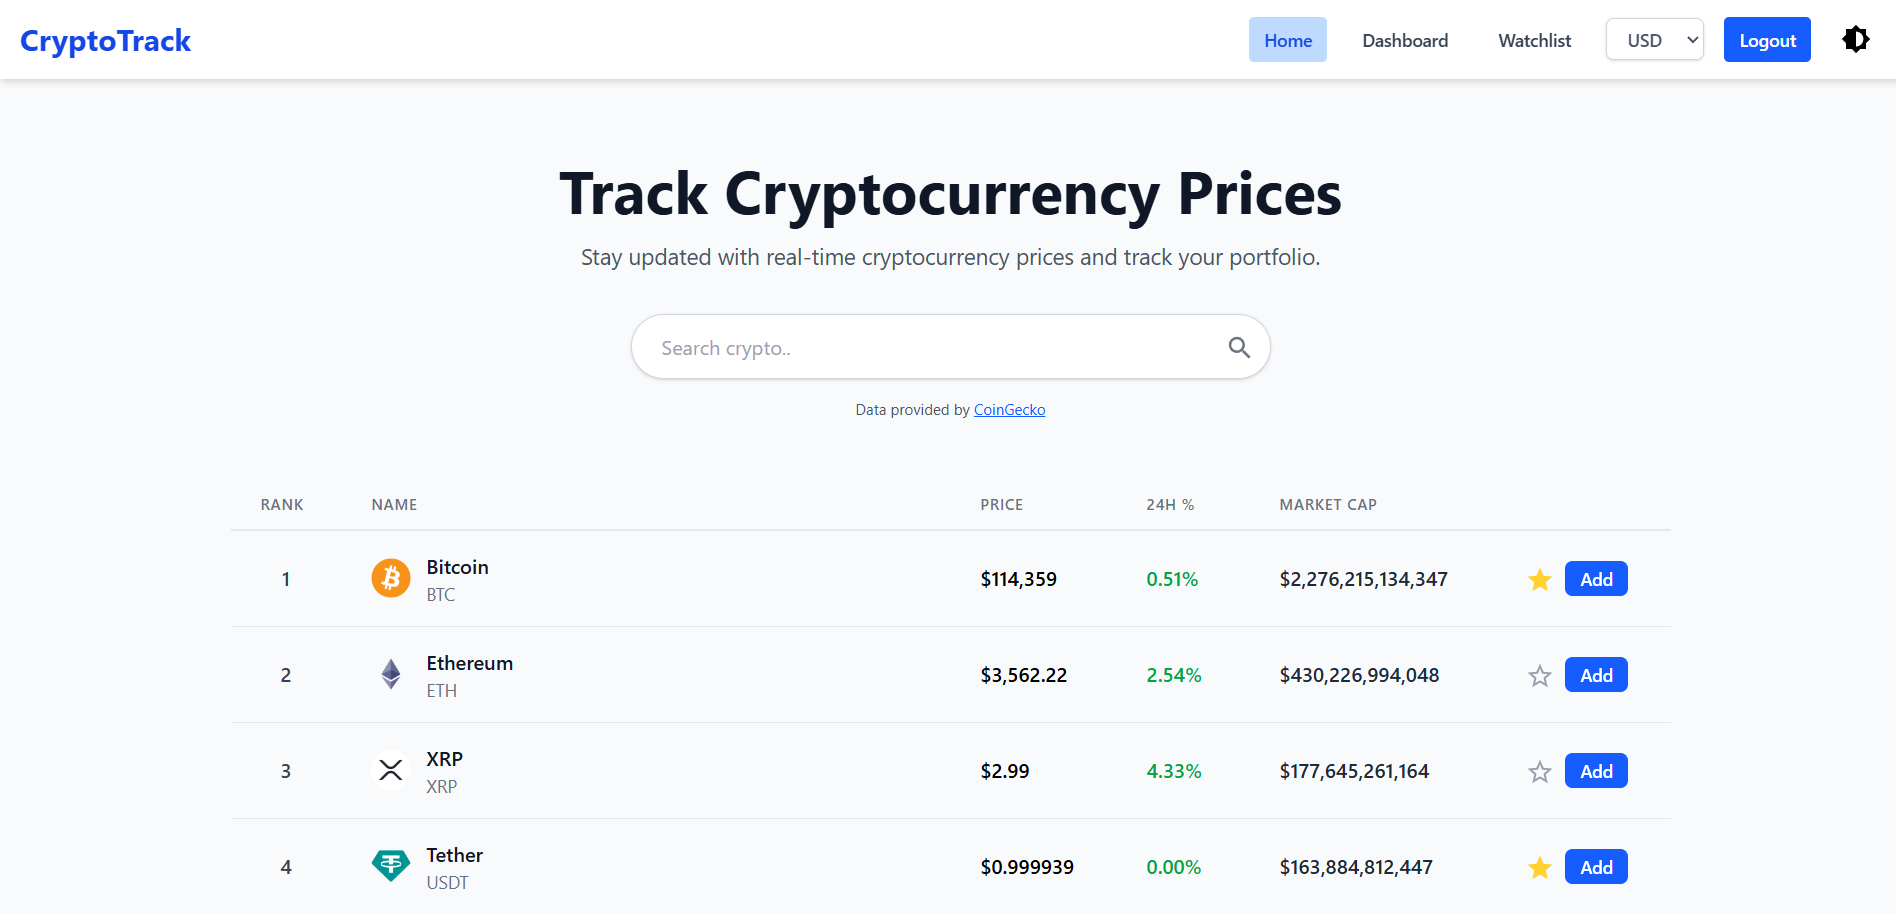 CryptoTrack Home Dashboard Watchlist USD Logout
Track Cryptocurrency Prices
Stay updated with real-time cryptocurrency prices and track your portfolio.
Search crypto..
Data provided by CoinGecko
RANK NAME PRICE 24H % MARKET CAP
1 Bitcoin BTC $114,359 0.51% $2,276,215,134,347 Add
2 Ethereum ETH $3,562.22 2.54% $430,226,994,048 Add
3 XRP XRP $2.99 4.33% $177,645,261,164 Add
4 Tether USDT $0.999939 0.00% $163,884,812,447 Add